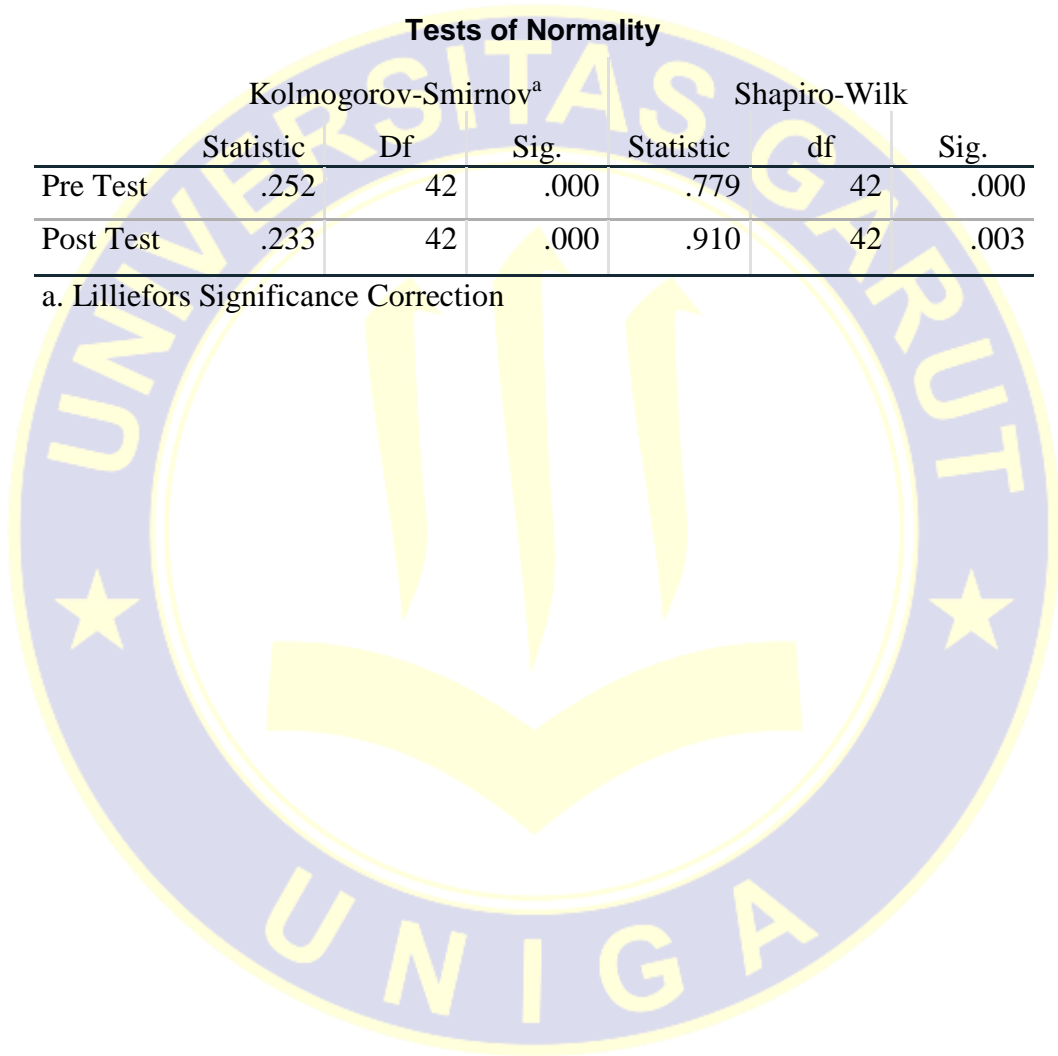 Tests of Normality
Kolmogorov-Smirnovᵃ Shapiro-Wilk
Statistic Df Sig. Statistic df Sig.
Pre Test .252 42 .000 .779 42 .000
Post Test .233 42 .000 .910 42 .003
a. Lilliefors Significance Correction
UNIVERSITAS GARUT
UNIGA